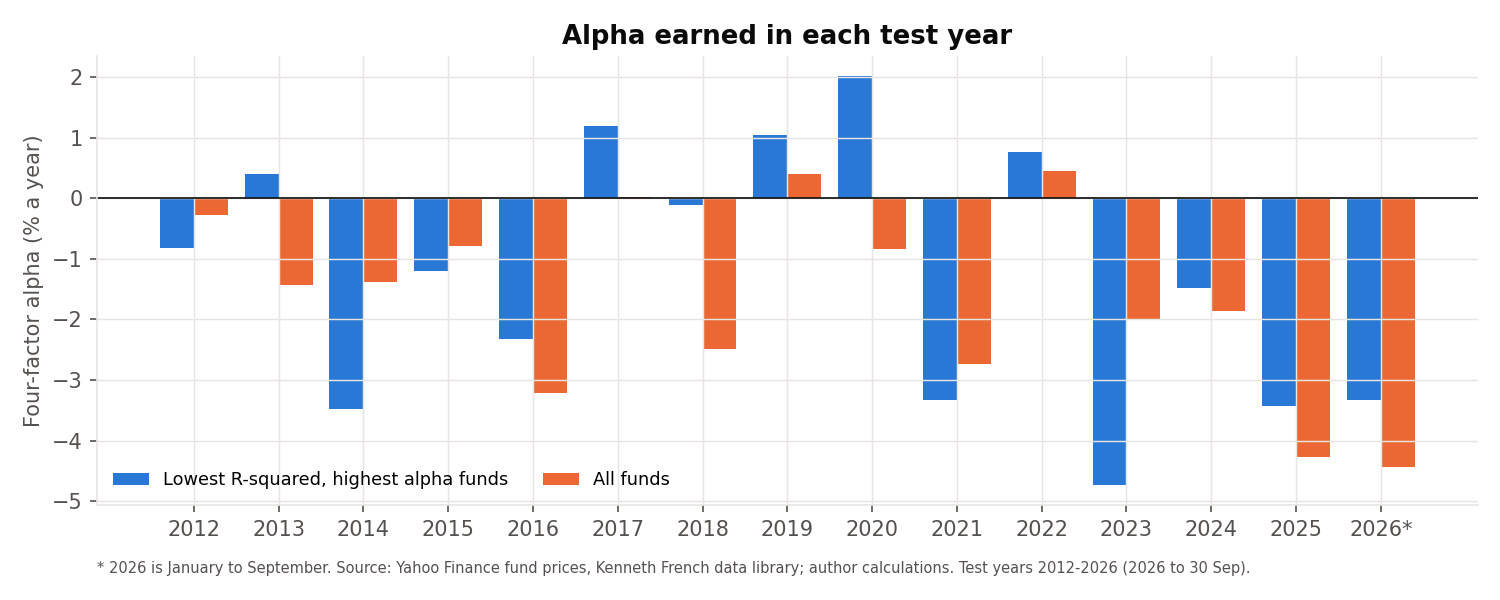 Alpha earned in each test year
Four-factor alpha (% a year)
2
1
0
−1
−2
−3
−4
−5
Lowest R-squared, highest alpha funds
All funds
2012 2013 2014 2015 2016 2017 2018 2019 2020 2021 2022 2023 2024 2025 2026*
* 2026 is January to September. Source: Yahoo Finance fund prices, Kenneth French data library; author calculations. Test years 2012-2026 (2026 to 30 Sep).